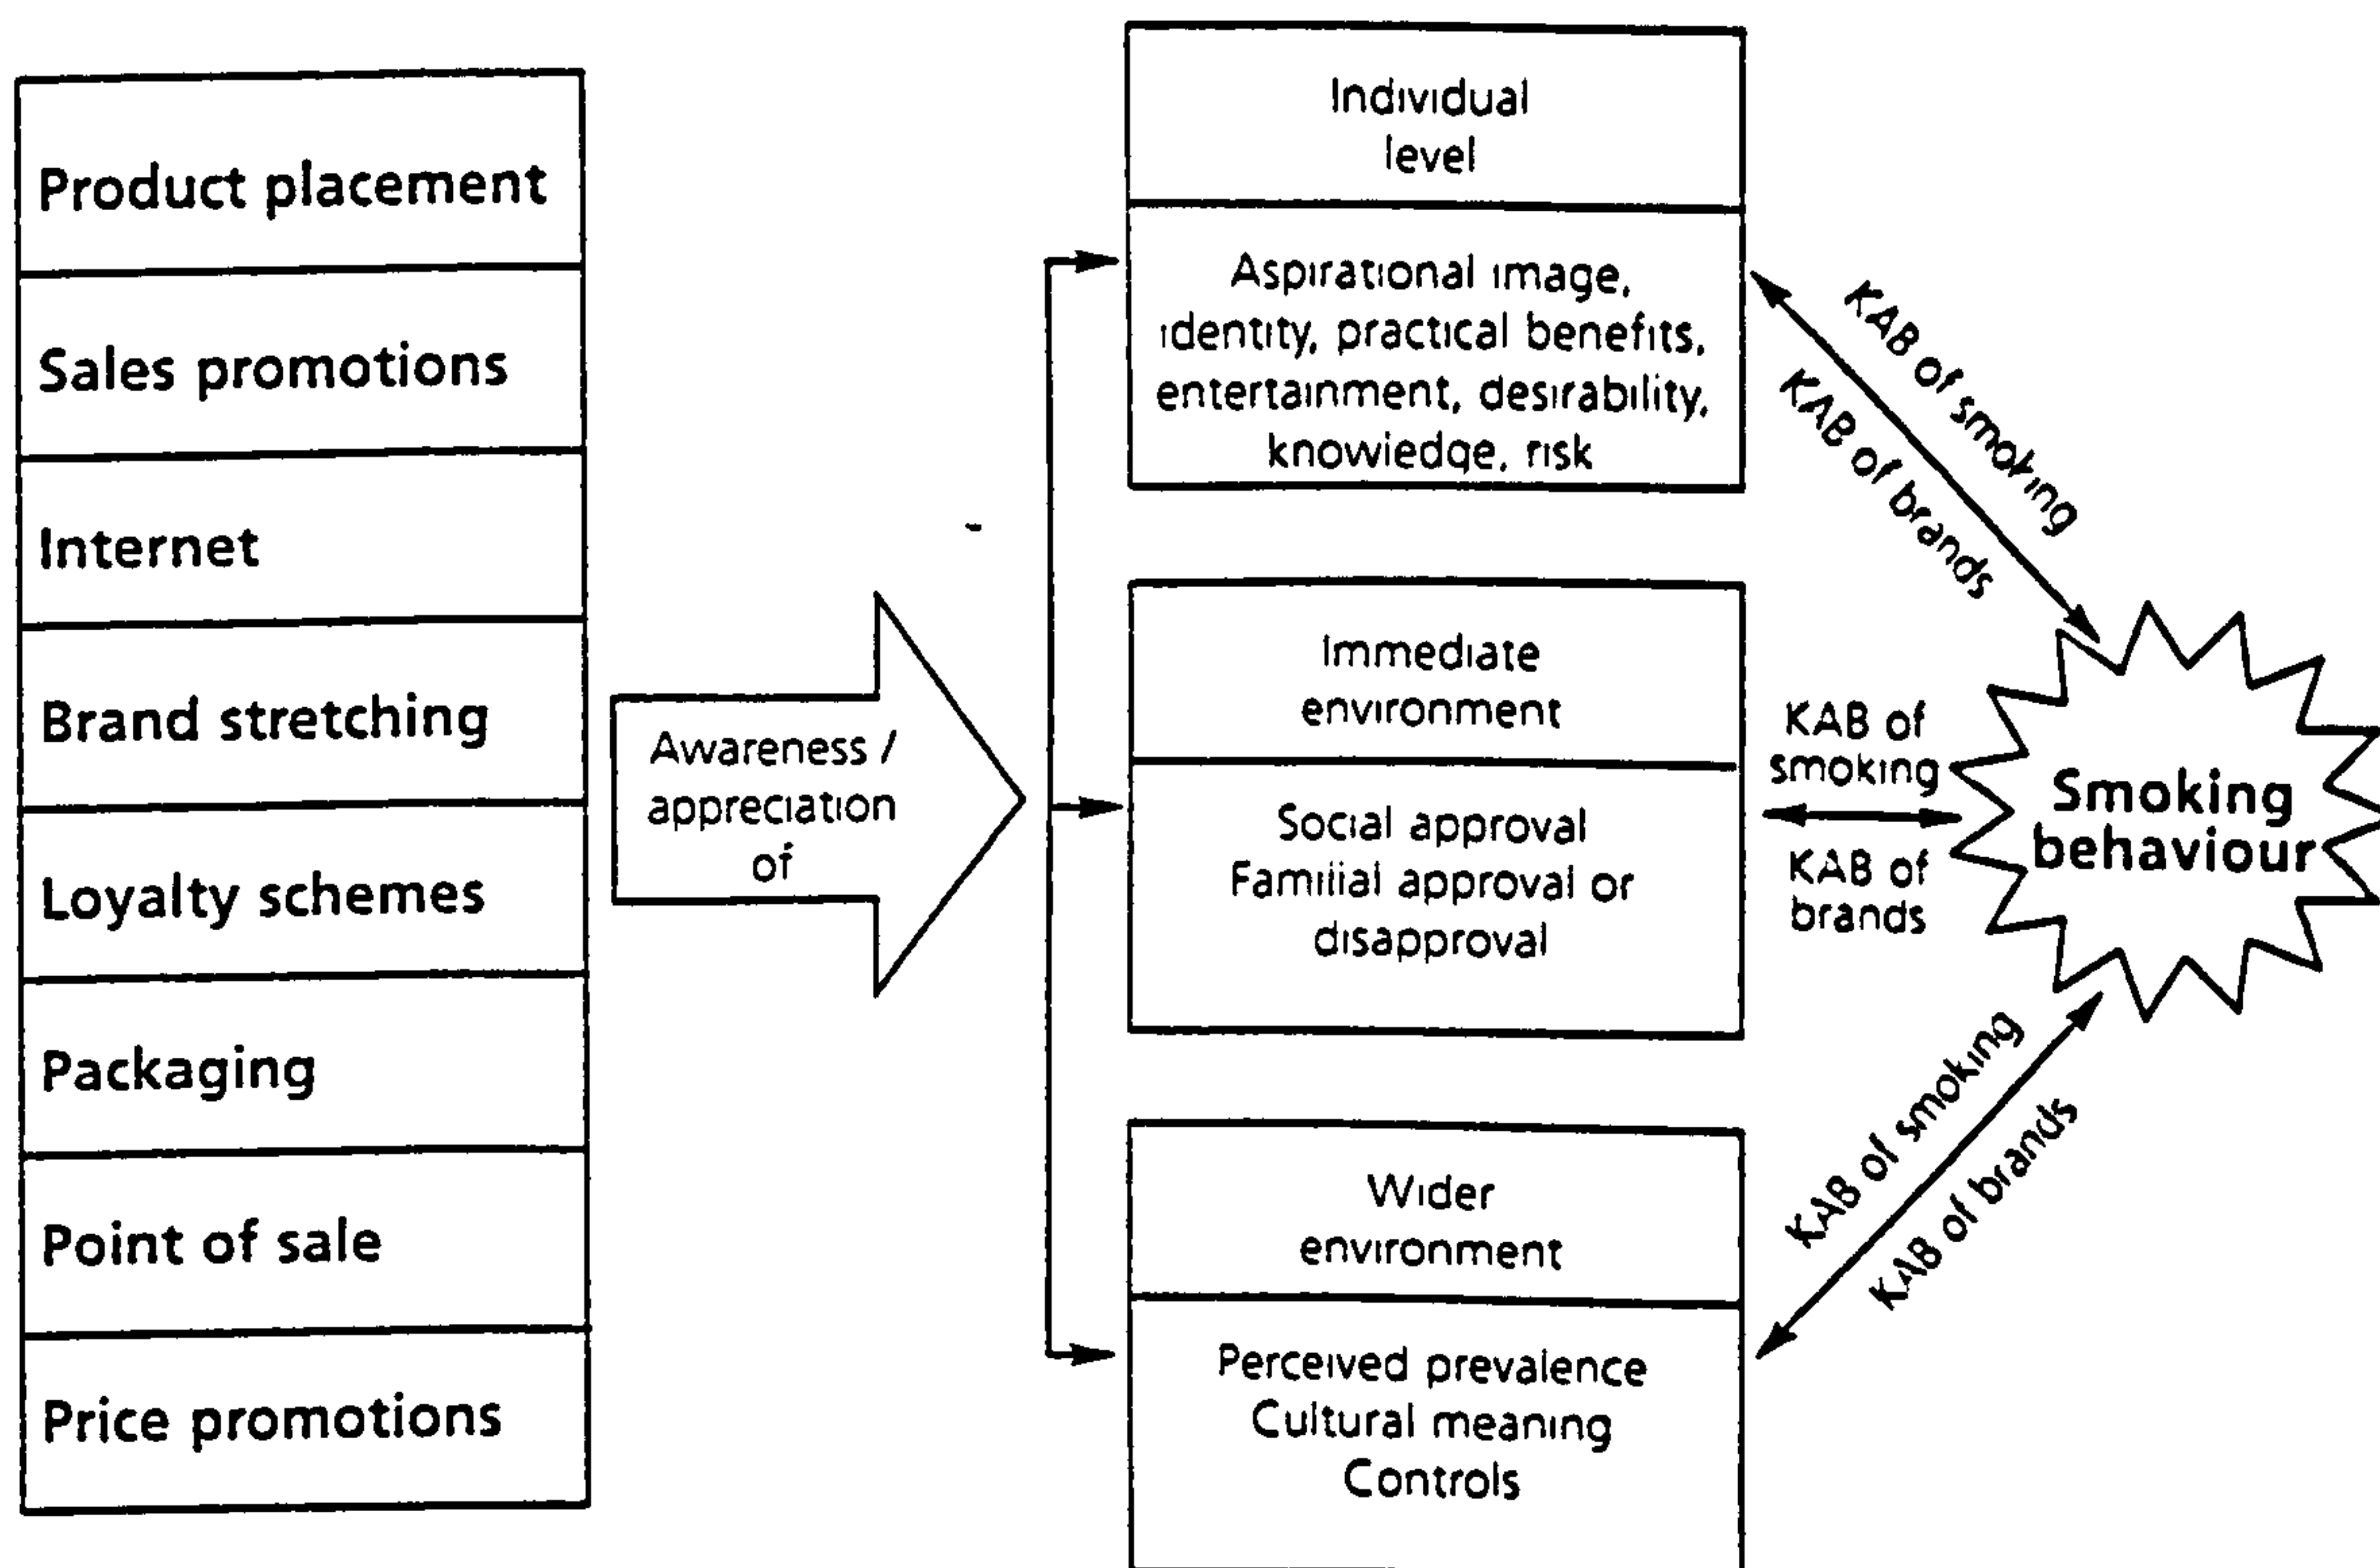 Product placement
Sales promotions
Internet
Brand stretching
Loyalty schemes
Packaging
Point of sale
Price promotions
Awareness /
appreciation
of
Individual
level
Aspirational image,
identity, practical benefits,
entertainment, desirability,
knowledge, risk
Immediate
environment
Social approval
Familial approval or
disapproval
Wider
environment
Perceived prevalence
Cultural meaning
Controls
KAB of smoking
KAB of brands
KAB of
smoking
KAB of
brands
KAB of smoking
KAB of brands
Smoking
behaviour